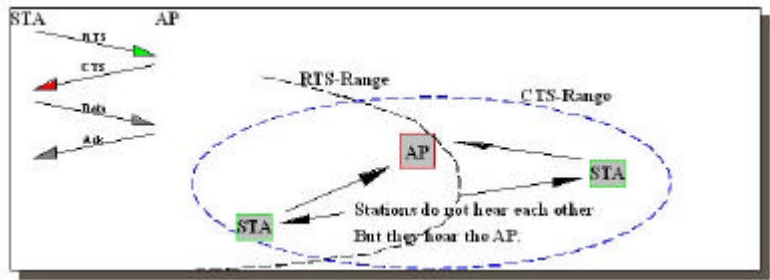 STA AP
RTS
CTS
Data
Ack
RTS-Range
CTS-Range
AP
STA
STA
Stations do not hear each other
But they hear the AP.